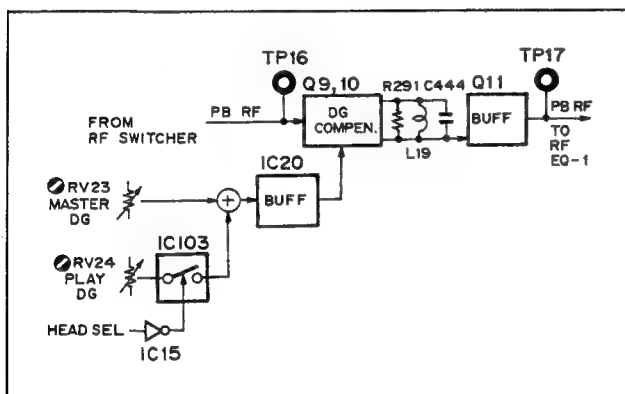 TP16
TP17
Q9,10
R291 C444
Q11
PB RF
DG
COMPEN.
BUFF
PB RF
FROM
RF SWITCHER
L19
TO
RF
EQ-1
IC20
RV23
MASTER
DG
+
BUFF
IC103
RV24
PLAY
DG
HEAD SEL
IC15